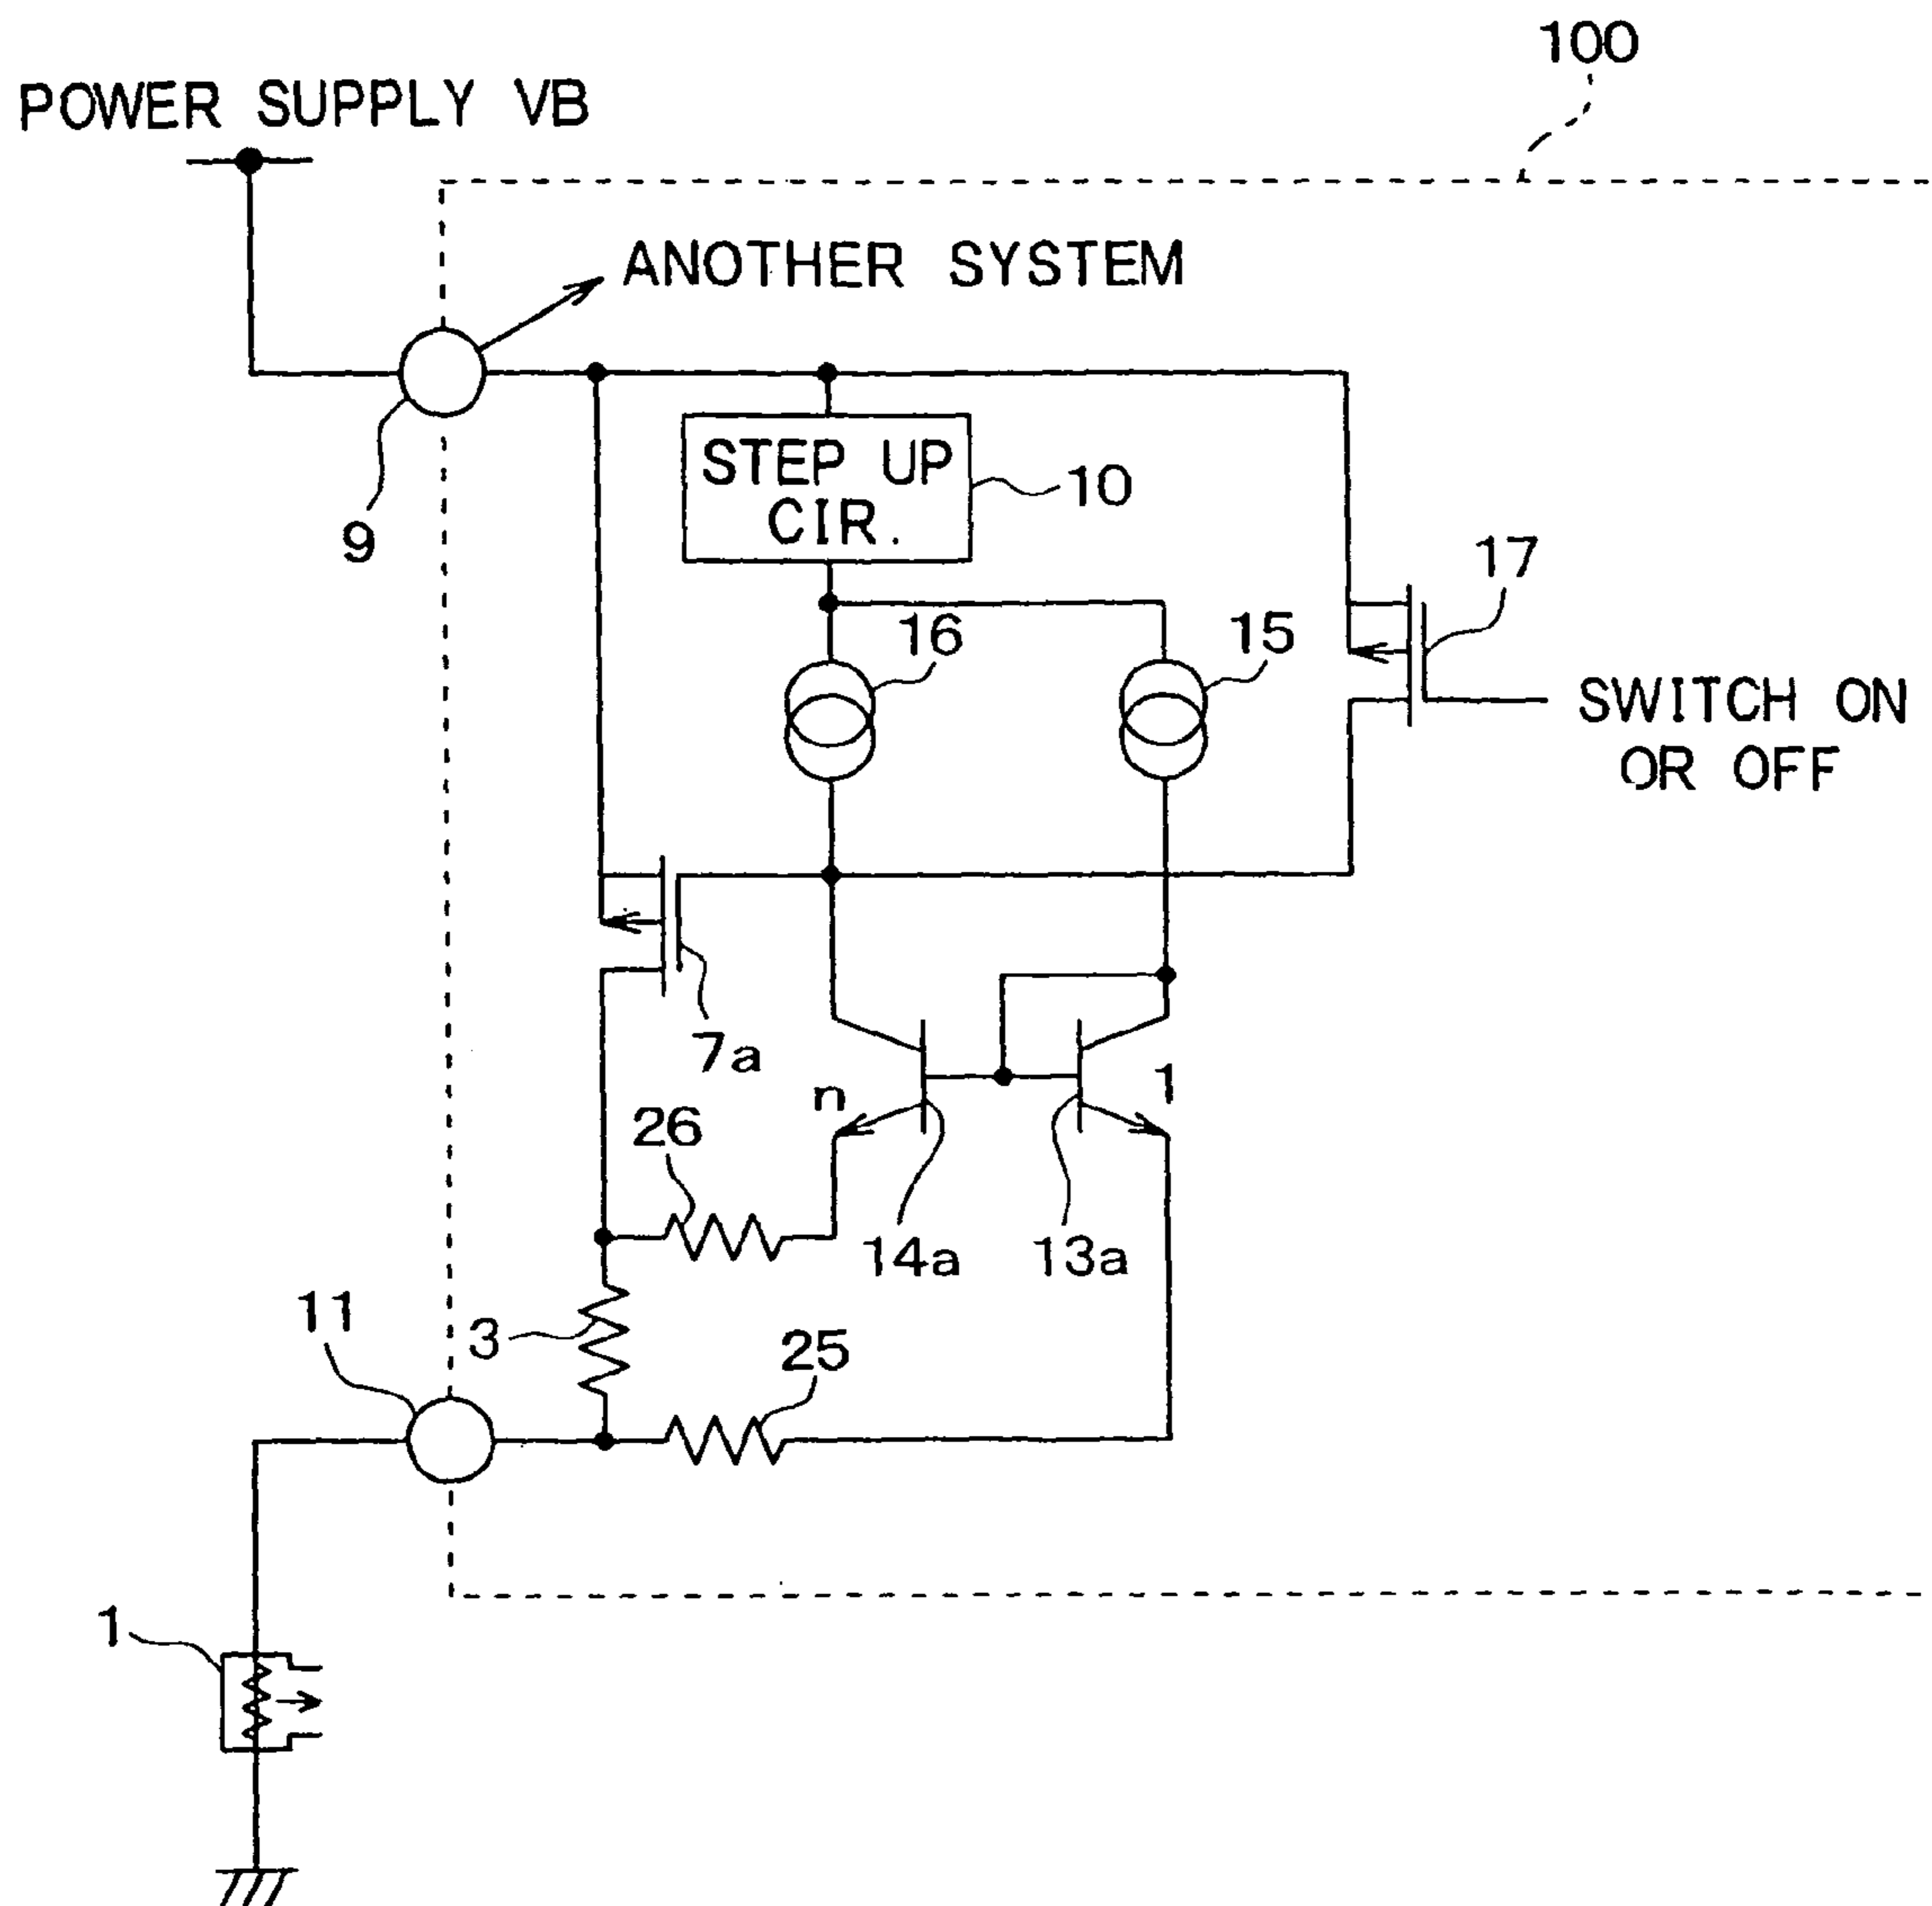 100
POWER SUPPLY VB
ANOTHER SYSTEM
STEP UP
CIR.
10
9
17
16
15
SWITCH ON
OR OFF
7a
n
1
26
14a
13a
11
3
25
1